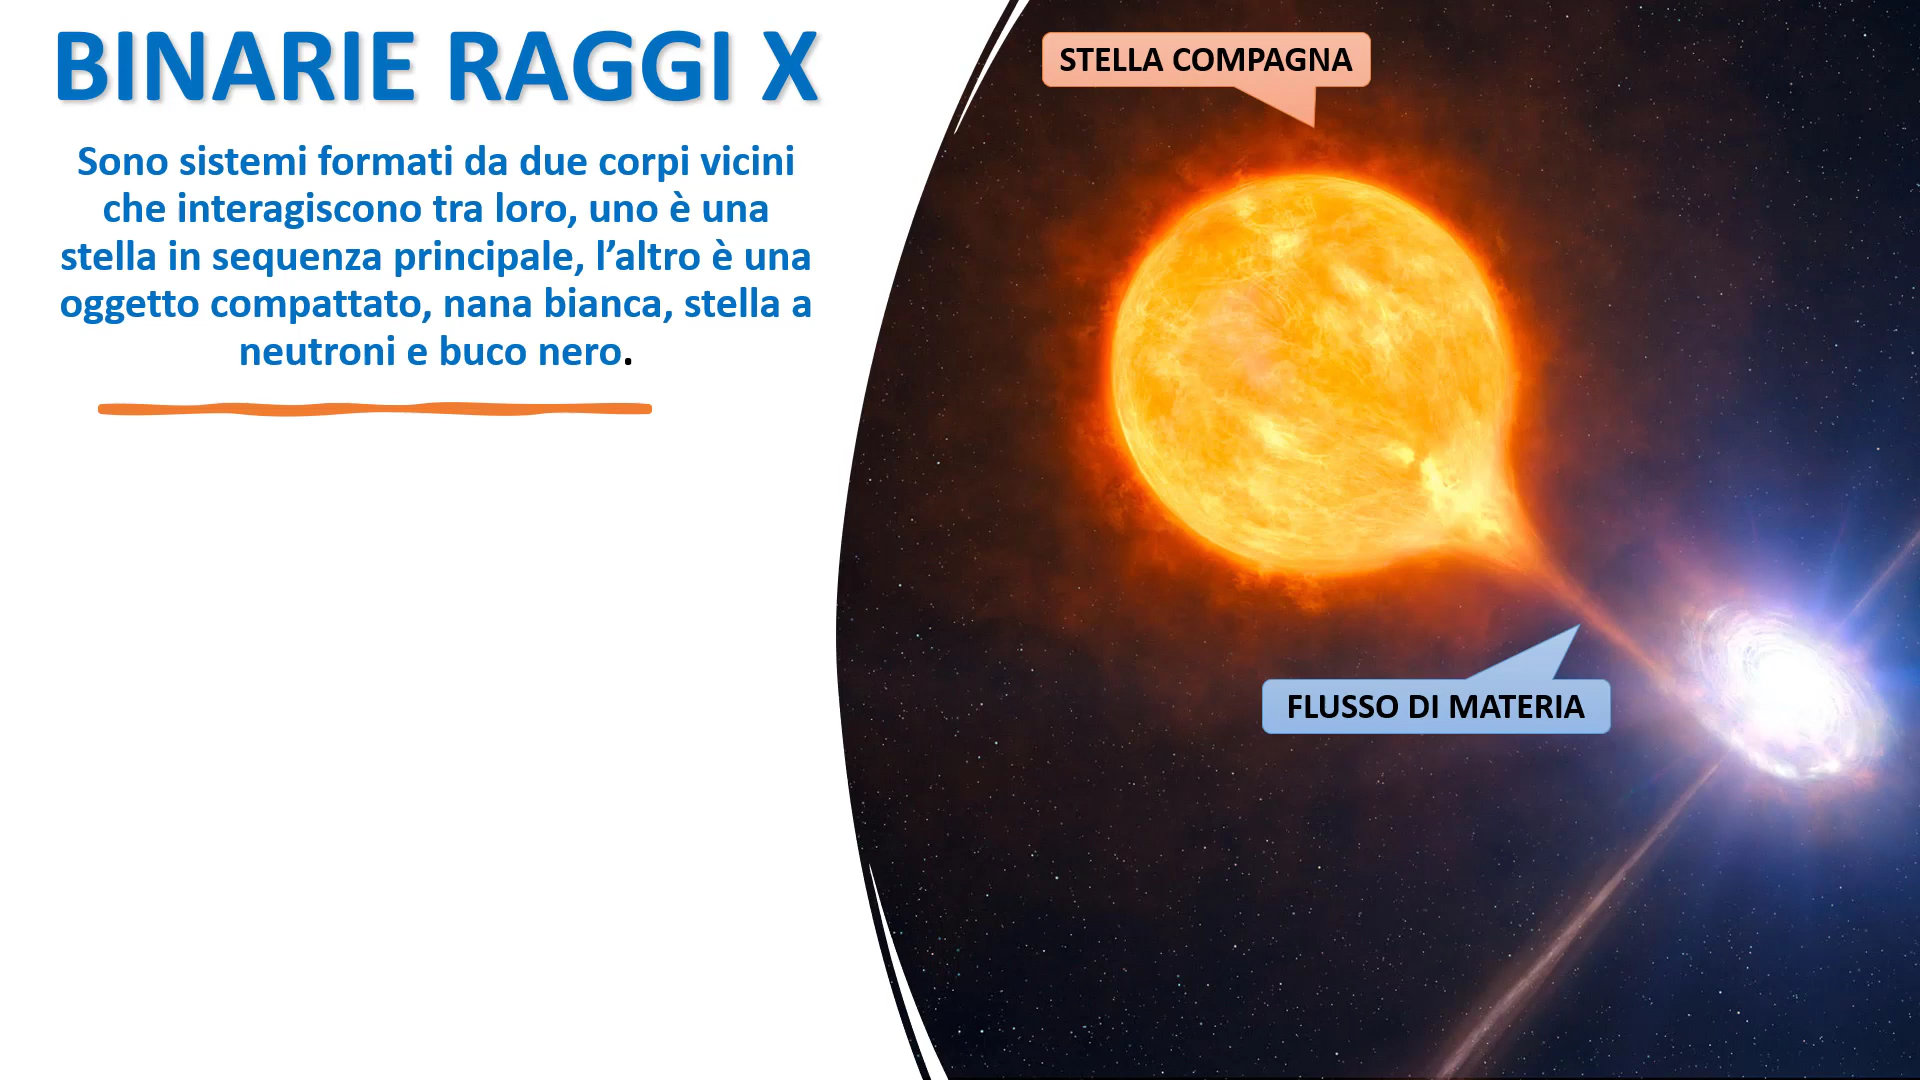 BINARIE RAGGI X
Sono sistemi formati da due corpi vicini
che interagiscono tra loro, uno è una
stella in sequenza principale, l’altro è una
oggetto compattato, nana bianca, stella a
neutroni e buco nero.
STELLA COMPAGNA
FLUSSO DI MATERIA